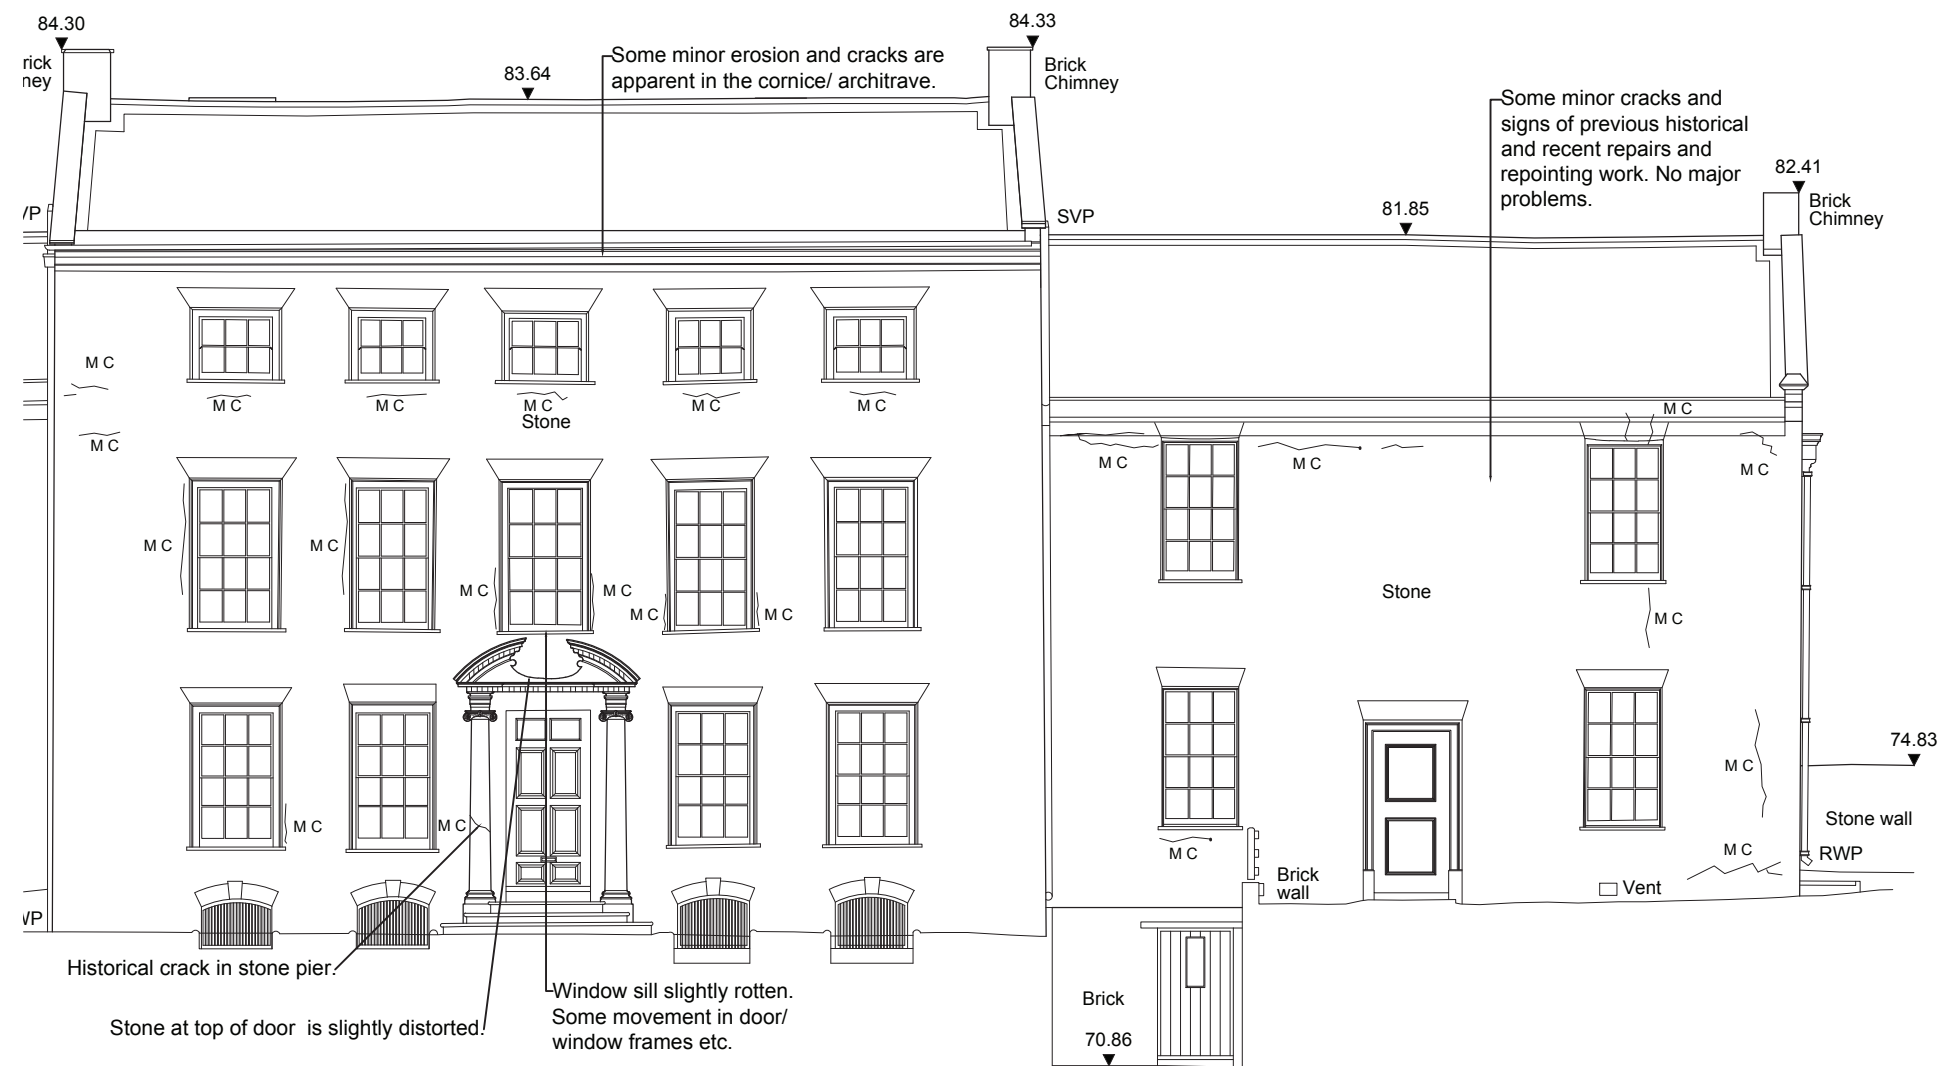 84.30
84.33
rick
ney
83.64
Some minor erosion and cracks are
apparent in the cornice/ architrave.
Brick
Chimney
Some minor cracks and
signs of previous historical
and recent repairs and
repointing work. No major
problems.
82.41
Brick
Chimney
VP
SVP
81.85
M C
M C
M C
M C
M C
M C
Stone
M C
M C
M C
M C
M C
M C
M C
M C
M C
M C
M C
Stone
M C
74.83
M C
M C
M C
M C
M C
Stone wall
RWP
Brick
wall
Vent
WP
Historical crack in stone pier.
Window sill slightly rotten.
Some movement in door/
window frames etc.
Stone at top of door is slightly distorted.
Brick
70.86